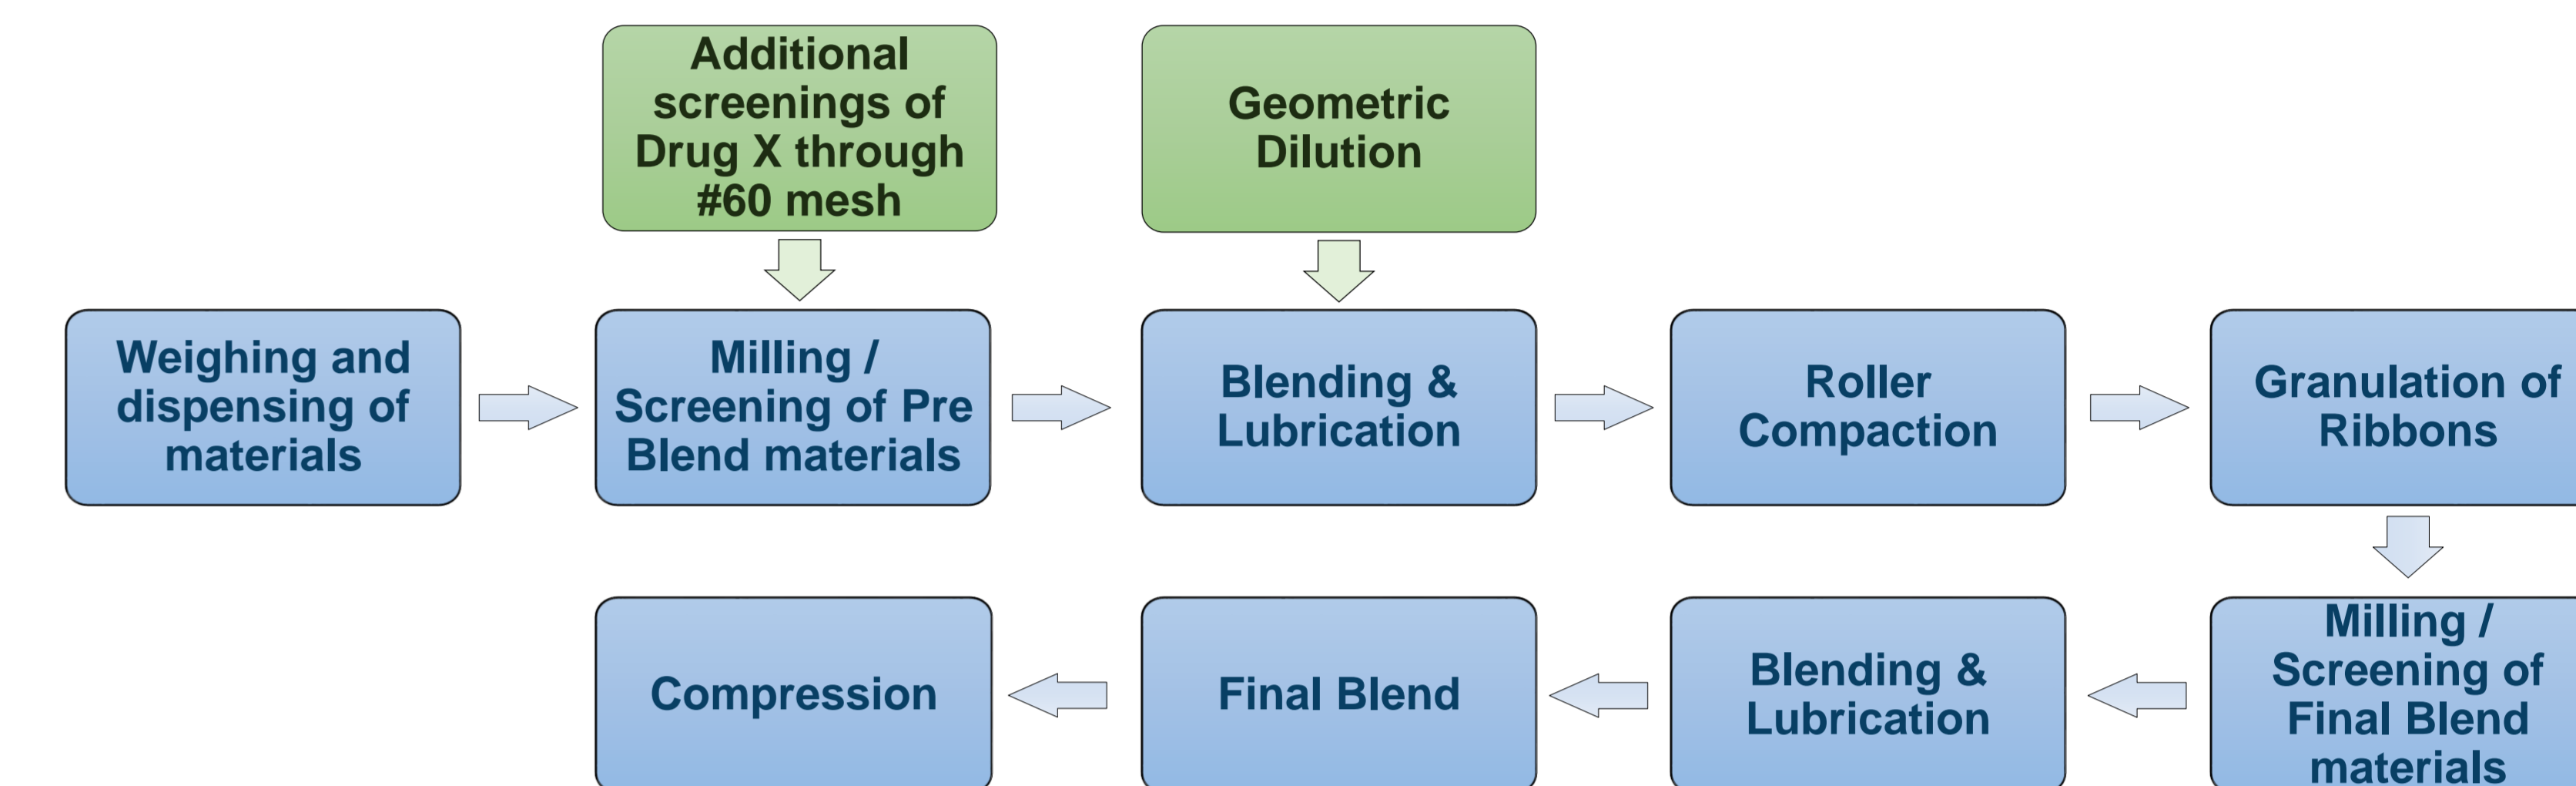 Additional
screenings of
Drug X through
#60 mesh
Geometric
Dilution
Weighing and
dispensing of
materials
Milling /
Screening of Pre
Blend materials
Blending &
Lubrication
Roller
Compaction
Granulation of
Ribbons
Milling /
Screening of
Final Blend
materials
Blending &
Lubrication
Final Blend
Compression